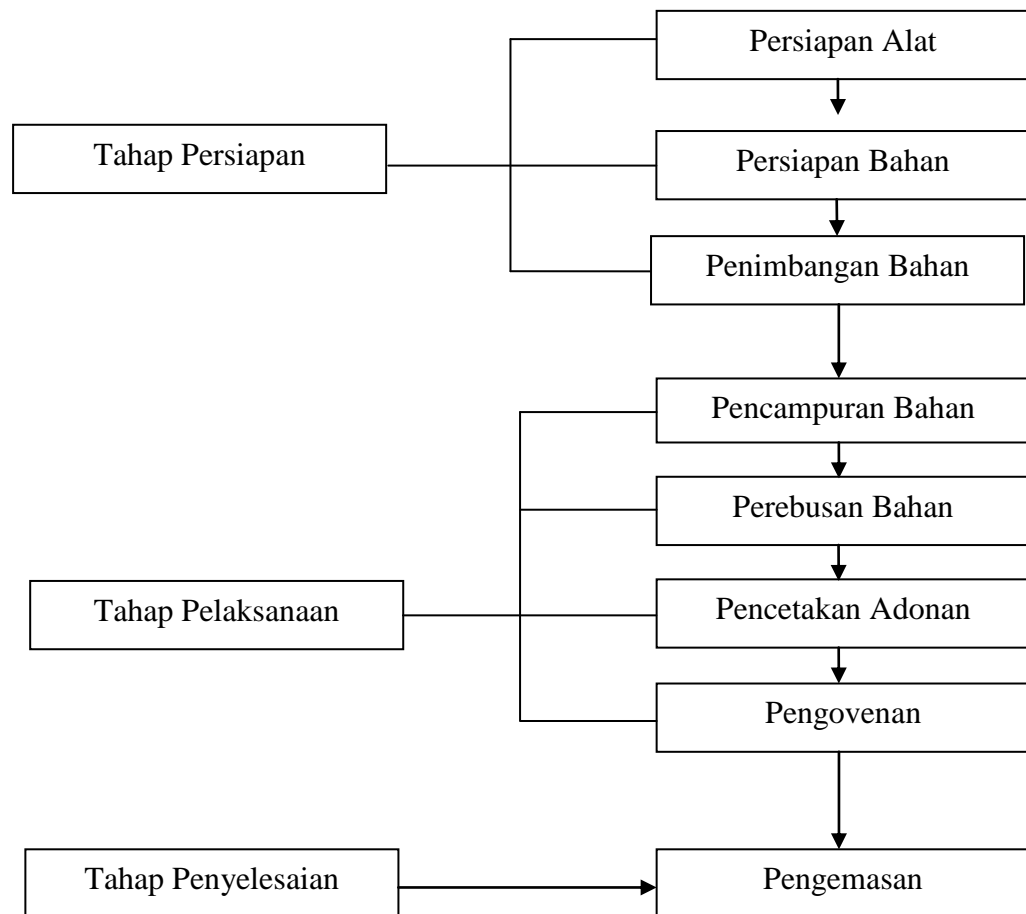 Persiapan Alat
Tahap Persiapan
Persiapan Bahan
Penimbangan Bahan
Pencampuran Bahan
Perebusan Bahan
Tahap Pelaksanaan
Pencetakan Adonan
Pengovenan
Tahap Penyelesaian
Pengemasan